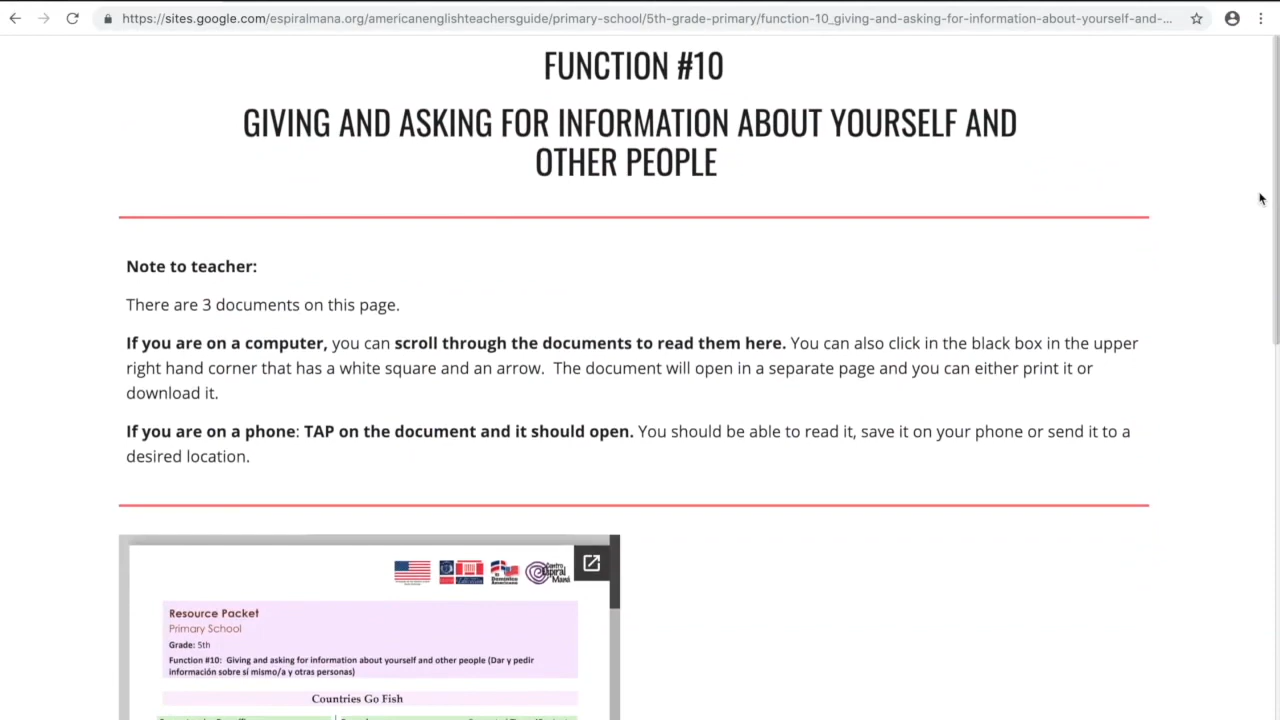 https://sites.google.com/espiralmana.org/americanenglishteachersguide/primary-school/5th-grade-primary/function-10_giving-and-asking-for-information-about-yourself-and-...
FUNCTION #10
GIVING AND ASKING FOR INFORMATION ABOUT YOURSELF AND
OTHER PEOPLE
Note to teacher:
There are 3 documents on this page.
If you are on a computer, you can scroll through the documents to read them here. You can also click in the black box in the upper
right hand corner that has a white square and an arrow. The document will open in a separate page and you can either print it or
download it.
If you are on a phone: TAP on the document and it should open. You should be able to read it, save it on your phone or send it to a
desired location.
Centro
Espiral
Maná
Resource Packet
Primary School
Grade: 5th
Function #10: Giving and asking for information about yourself and other people (Dar y pedir
información sobre sí mismo/a y otras personas)
Countries Go Fish